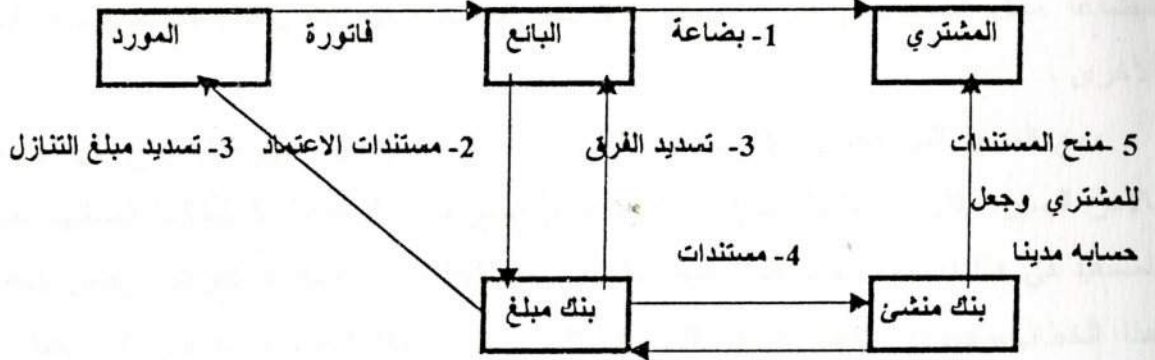 المشتري
1- بضاعة
البائع
فاتورة
المورد
5 -منح المستندات
للمشتري وجعل
حسابه مدينا
3- تسديد الفرق
2- مستندات الاعتماد
3- تسديد مبلغ التنازل
4- مستندات
بنك منشئ
بنك مبلغ